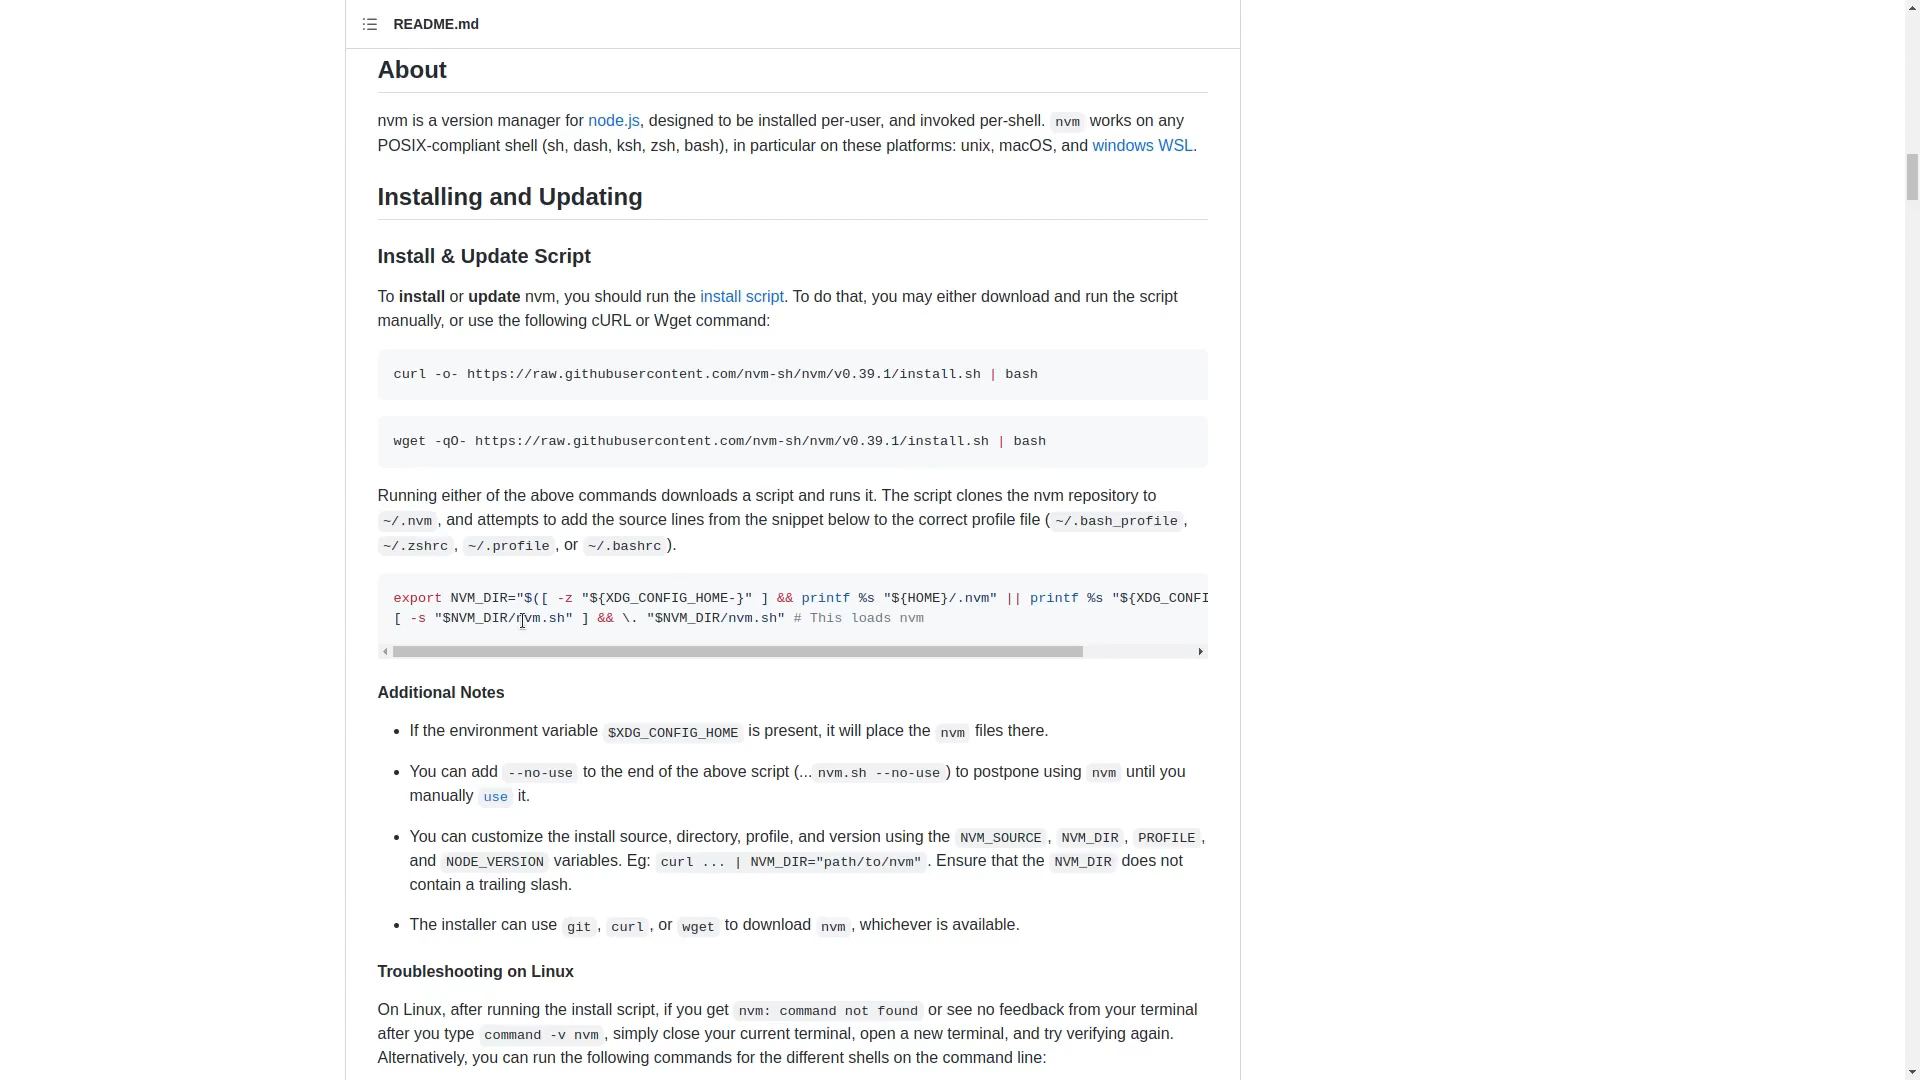 README.md
About
nvm is a version manager for node.js, designed to be installed per-user, and invoked per-shell. nvm works on any
POSIX-compliant shell (sh, dash, ksh, zsh, bash), in particular on these platforms: unix, macOS, and windows WSL.
Installing and Updating
Install & Update Script
To install or update nvm, you should run the install script. To do that, you may either download and run the script
manually, or use the following cURL or Wget command:
curl -o- https://raw.githubusercontent.com/nvm-sh/nvm/v0.39.1/install.sh | bash
wget -qO- https://raw.githubusercontent.com/nvm-sh/nvm/v0.39.1/install.sh | bash
Running either of the above commands downloads a script and runs it. The script clones the nvm repository to
~/.nvm, and attempts to add the source lines from the snippet below to the correct profile file (~/.bash_profile,
~/.zshrc, ~/.profile, or ~/.bashrc).
export NVM_DIR="$([ -z "${XDG_CONFIG_HOME-}" ] && printf %s "${HOME}/.nvm" || printf %s "${XDG_CONFI
[ -s "$NVM_DIR/nvm.sh" ] && \. "$NVM_DIR/nvm.sh" # This loads nvm
Additional Notes
• If the environment variable $XDG_CONFIG_HOME is present, it will place the nvm files there.
• You can add --no-use to the end of the above script (...nvm.sh --no-use) to postpone using nvm until you
manually use it.
• You can customize the install source, directory, profile, and version using the NVM_SOURCE, NVM_DIR, PROFILE,
and NODE_VERSION variables. Eg: curl ... | NVM_DIR="path/to/nvm". Ensure that the NVM_DIR does not
contain a trailing slash.
• The installer can use git, curl, or wget to download nvm, whichever is available.
Troubleshooting on Linux
On Linux, after running the install script, if you get nvm: command not found or see no feedback from your terminal
after you type command -v nvm, simply close your current terminal, open a new terminal, and try verifying again.
Alternatively, you can run the following commands for the different shells on the command line: